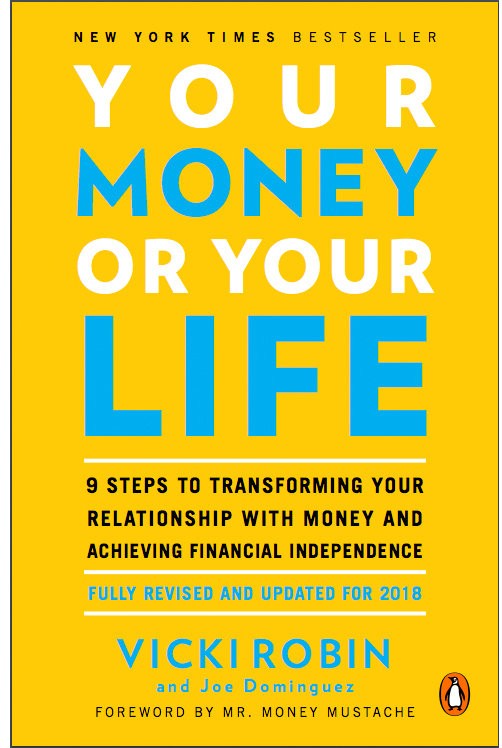 NEW YORK TIMES BESTSELLER
YOUR
MONEY
OR YOUR
LIFE
9 STEPS TO TRANSFORMING YOUR
RELATIONSHIP WITH MONEY AND
ACHIEVING FINANCIAL INDEPENDENCE
FULLY REVISED AND UPDATED FOR 2018
VICKI ROBIN
and Joe Dominguez
FOREWORD BY MR. MONEY MUSTACHE